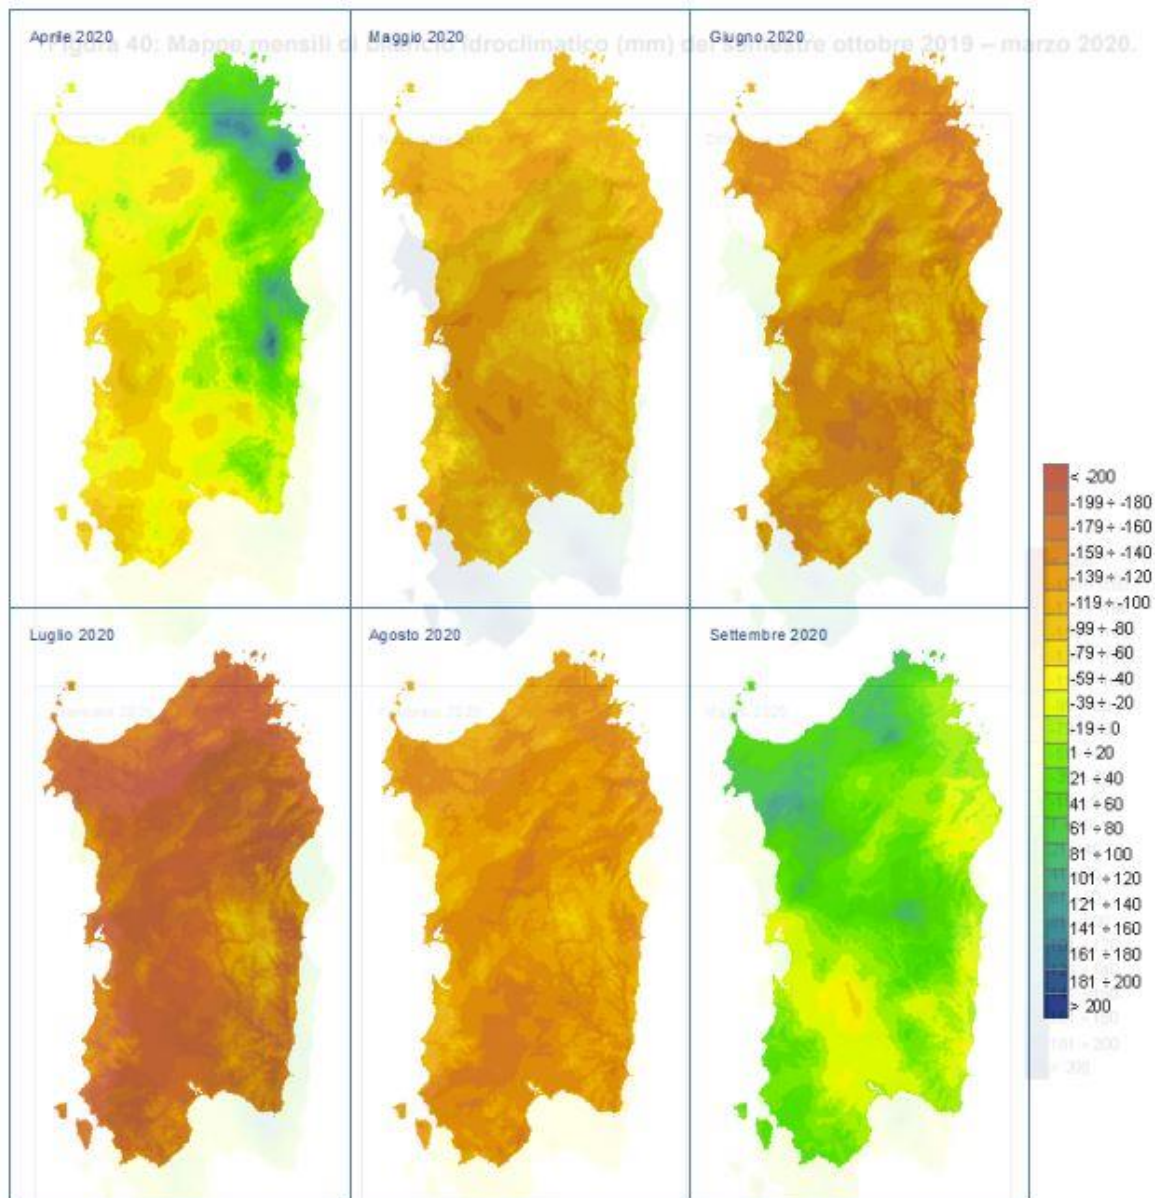 Figura 40: Mappe mensili di bilancio idroclimatico (mm) del semestre ottobre 2019 – marzo 2020.
Aprile 2020
Maggio 2020
Giugno 2020
Luglio 2020
Agosto 2020
Settembre 2020
< -200
-199 ÷ -180
-179 ÷ -160
-159 ÷ -140
-139 ÷ -120
-119 ÷ -100
-99 ÷ -80
-79 ÷ -60
-59 ÷ -40
-39 ÷ -20
-19 ÷ 0
1 ÷ 20
21 ÷ 40
41 ÷ 60
61 ÷ 80
81 ÷ 100
101 ÷ 120
121 ÷ 140
141 ÷ 160
161 ÷ 180
181 ÷ 200
> 200
181 ÷ 200
> 200